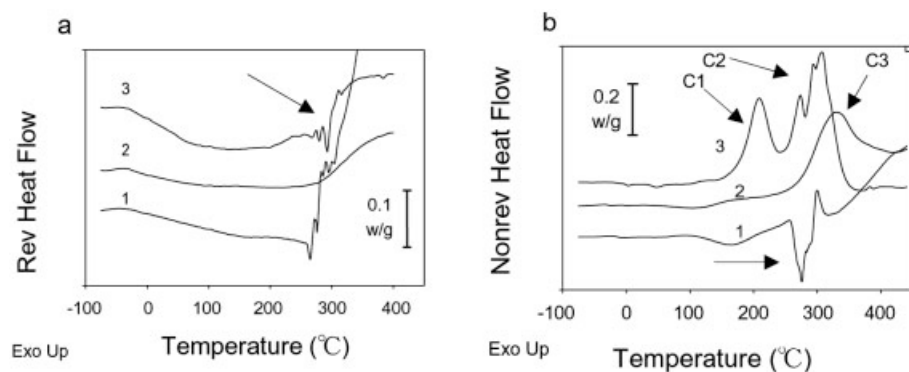 a
Rev Heat Flow
3
2
1
0.1
w/g
-100 0 100 200 300 400
Exo Up
Temperature (℃)
b
Nonrev Heat Flow
C2
C3
C1
0.2
w/g
3
2
1
-100 0 100 200 300 400
Exo Up
Temperature (℃)